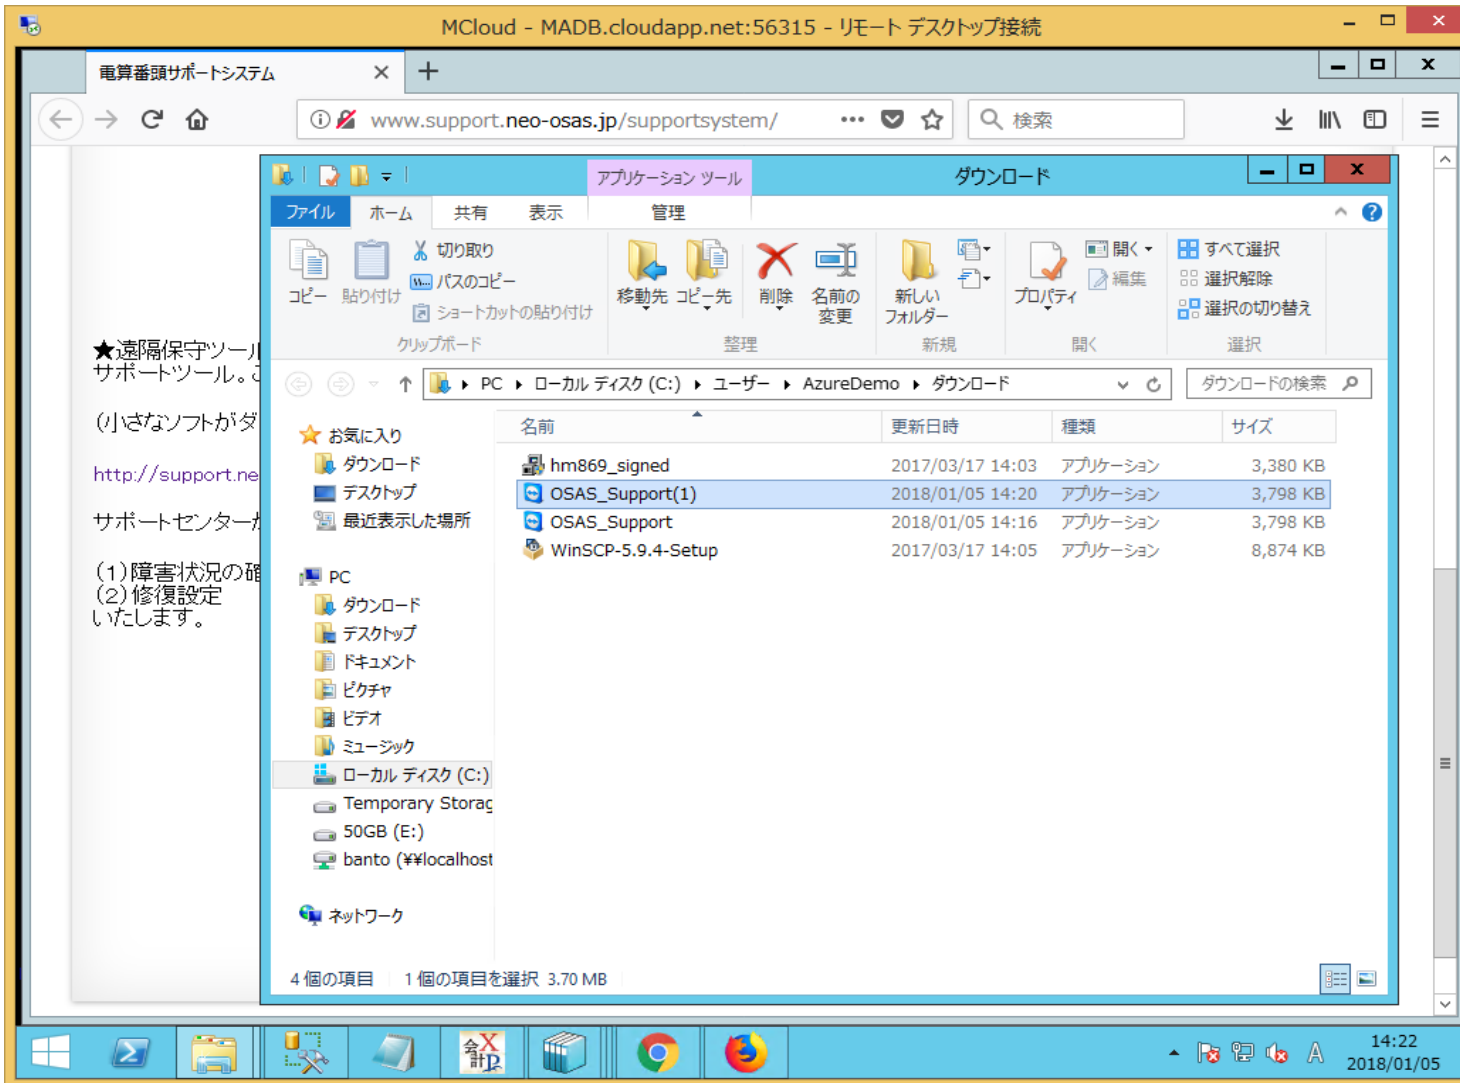 MCloud - MADB.cloudapp.net:56315 - リモート デスクトップ接続
電算番頭サポートシステム
www.support.neo-osas.jp/supportsystem/
検索
アプリケーション ツール
ダウンロード
ファイル
ホーム
共有
表示
管理
コピー
貼り付け
切り取り
パスのコピー
ショートカットの貼り付け
クリップボード
移動先
コピー先
削除
名前の
変更
整理
新しい
フォルダー
新規
プロパティ
開く
編集
開く
すべて選択
選択解除
選択の切り替え
選択
PC
ローカル ディスク (C:)
ユーザー
AzureDemo
ダウンロード
ダウンロードの検索
★遠隔保守ツール
サポートツール。こ
(小さなソフトがダ
http://support.ne
サポートセンターか
(1)障害状況の確
(2)修復設定
いたします。
お気に入り
ダウンロード
デスクトップ
最近表示した場所
PC
ダウンロード
デスクトップ
ドキュメント
ピクチャ
ビデオ
ミュージック
ローカル ディスク (C:)
Temporary Storag
50GB (E:)
banto (¥¥localhost
ネットワーク
名前 更新日時 種類 サイズ
hm869_signed 2017/03/17 14:03 アプリケーション 3,380 KB
OSAS_Support(1) 2018/01/05 14:20 アプリケーション 3,798 KB
OSAS_Support 2018/01/05 14:16 アプリケーション 3,798 KB
WinSCP-5.9.4-Setup 2017/03/17 14:05 アプリケーション 8,874 KB
4 個の項目 1 個の項目を選択 3.70 MB
会計
A
14:22
2018/01/05